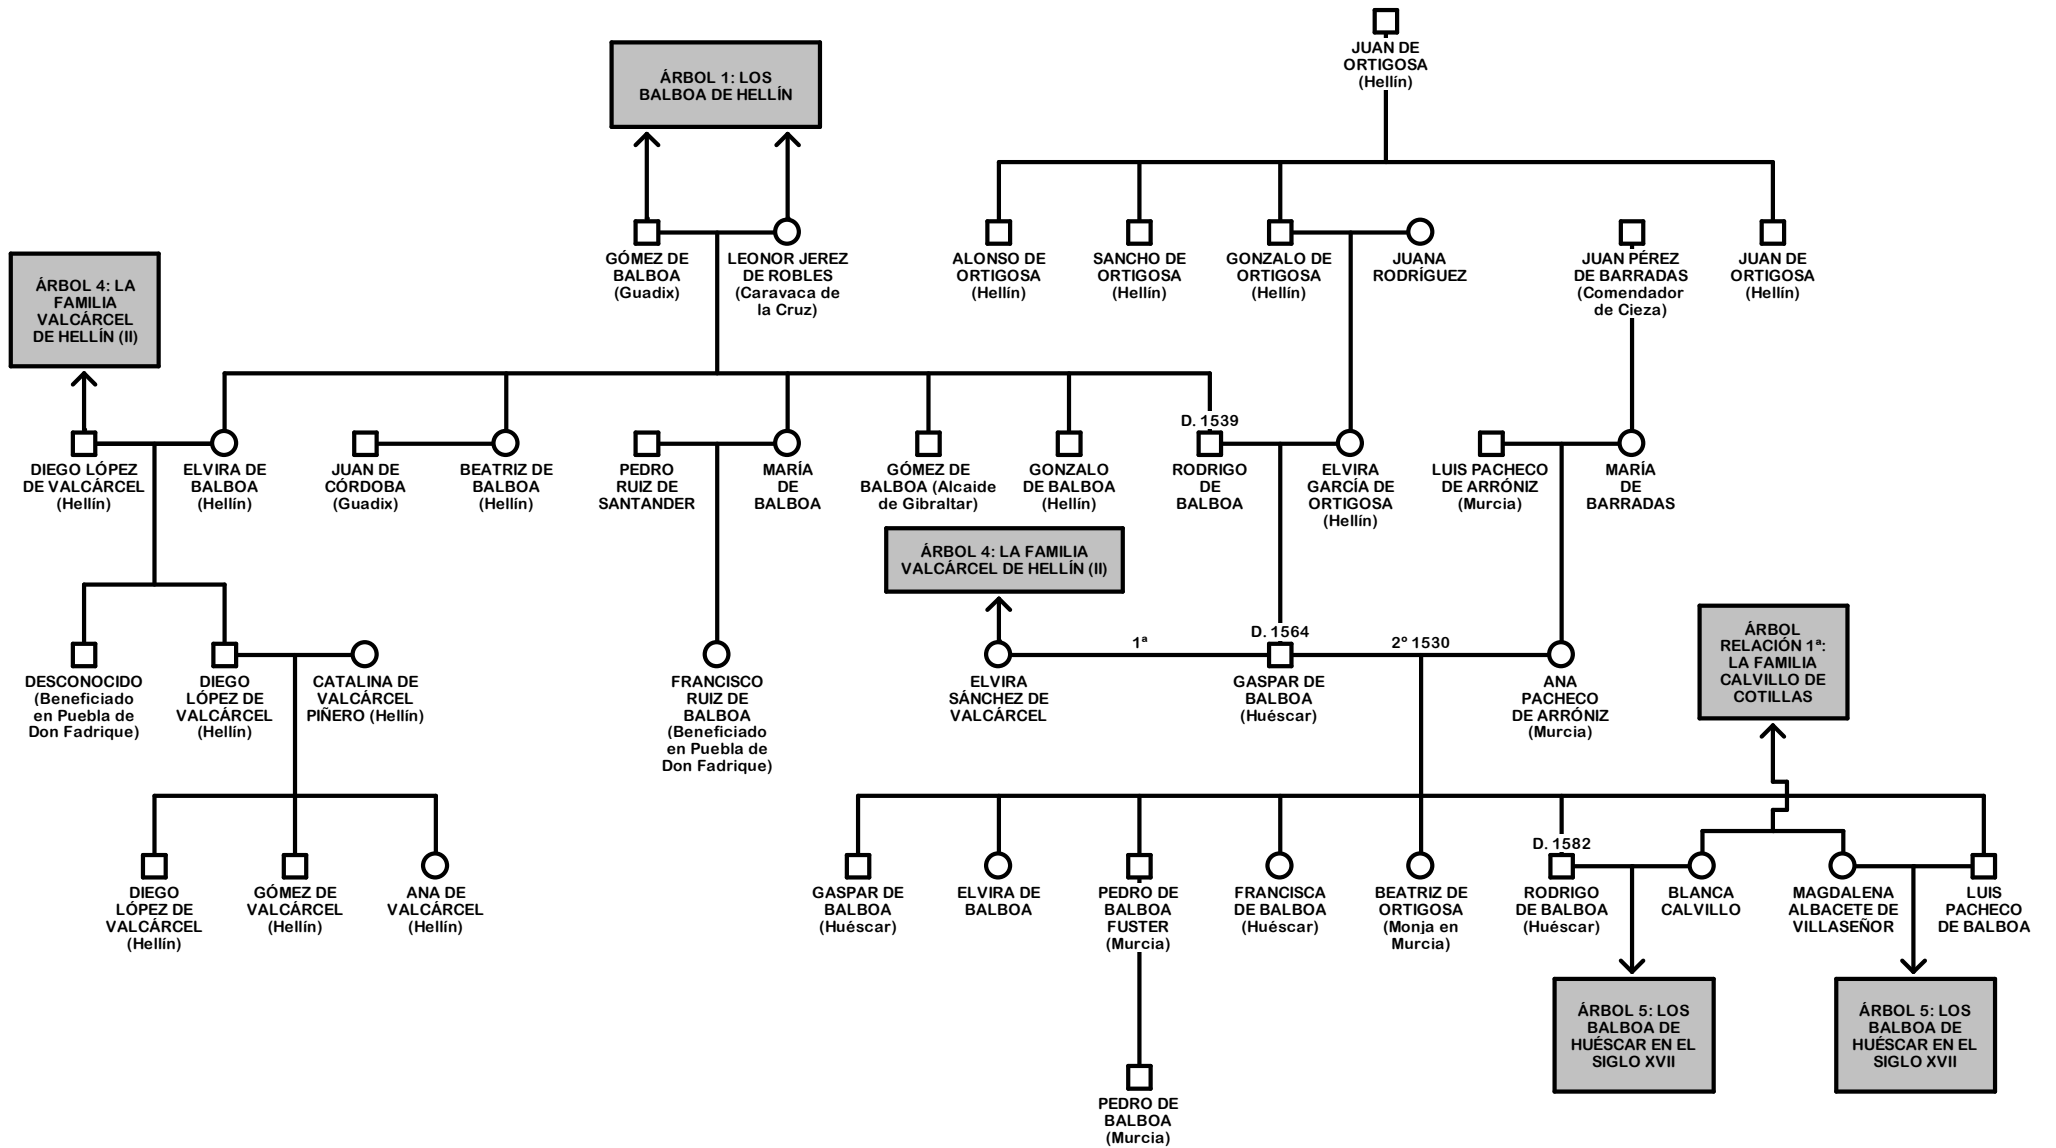 JUAN DE
ORTIGOSA
(Hellín)
ÁRBOL 1: LOS
BALBOA DE HELLÍN
GÓMEZ DE
BALBOA
(Guadix)
LEONOR JEREZ
DE ROBLES
(Caravaca de
la Cruz)
ALONSO DE
ORTIGOSA
(Hellín)
SANCHO DE
ORTIGOSA
(Hellín)
GONZALO DE
ORTIGOSA
(Hellín)
JUANA
RODRÍGUEZ
JUAN PÉREZ
DE BARRADAS
(Comendador
de Cieza)
JUAN DE
ORTIGOSA
(Hellín)
ÁRBOL 4: LA
FAMILIA
VALCÁRCEL
DE HELLÍN (II)
DIEGO LÓPEZ
DE VALCÁRCEL
(Hellín)
ELVIRA DE
BALBOA
(Hellín)
JUAN DE
CÓRDOBA
(Guadix)
BEATRIZ DE
BALBOA
(Hellín)
PEDRO
RUIZ DE
SANTANDER
MARÍA
DE
BALBOA
GÓMEZ DE
BALBOA (Alcaide
de Gibraltar)
GONZALO
DE BALBOA
(Hellín)
D. 1539
RODRIGO
DE
BALBOA
ELVIRA
GARCÍA DE
ORTIGOSA
(Hellín)
LUIS PACHECO
DE ARRÓNIZ
(Murcia)
MARÍA
DE
BARRADAS
ÁRBOL 4: LA FAMILIA
VALCÁRCEL DE HELLÍN (II)
DESCONOCIDO
(Beneficiado
en Puebla de
Don Fadrique)
DIEGO
LÓPEZ DE
VALCÁRCEL
(Hellín)
CATALINA DE
VALCÁRCEL
PIÑERO (Hellín)
FRANCISCO
RUIZ DE
BALBOA
(Beneficiado
en Puebla de
Don Fadrique)
ELVIRA
SÁNCHEZ DE
VALCÁRCEL
1ª
D. 1564
GASPAR DE
BALBOA
(Huéscar)
2º 1530
ANA
PACHECO
DE ARRÓNIZ
(Murcia)
ÁRBOL
RELACIÓN 1ª:
LA FAMILIA
CALVILLO DE
COTILLAS
DIEGO
LÓPEZ DE
VALCÁRCEL
(Hellín)
GÓMEZ DE
VALCÁRCEL
(Hellín)
ANA DE
VALCÁRCEL
(Hellín)
GASPAR DE
BALBOA
(Huéscar)
ELVIRA DE
BALBOA
PEDRO DE
BALBOA
FUSTER
(Murcia)
FRANCISCA
DE BALBOA
(Huéscar)
BEATRIZ DE
ORTIGOSA
(Monja en
Murcia)
D. 1582
RODRIGO
DE BALBOA
(Huéscar)
BLANCA
CALVILLO
MAGDALENA
ALBACETE DE
VILLASEÑOR
LUIS
PACHECO
DE BALBOA
ÁRBOL 5: LOS
BALBOA DE
HUÉSCAR EN EL
SIGLO XVII
ÁRBOL 5: LOS
BALBOA DE
HUÉSCAR EN EL
SIGLO XVII
PEDRO DE
BALBOA
(Murcia)